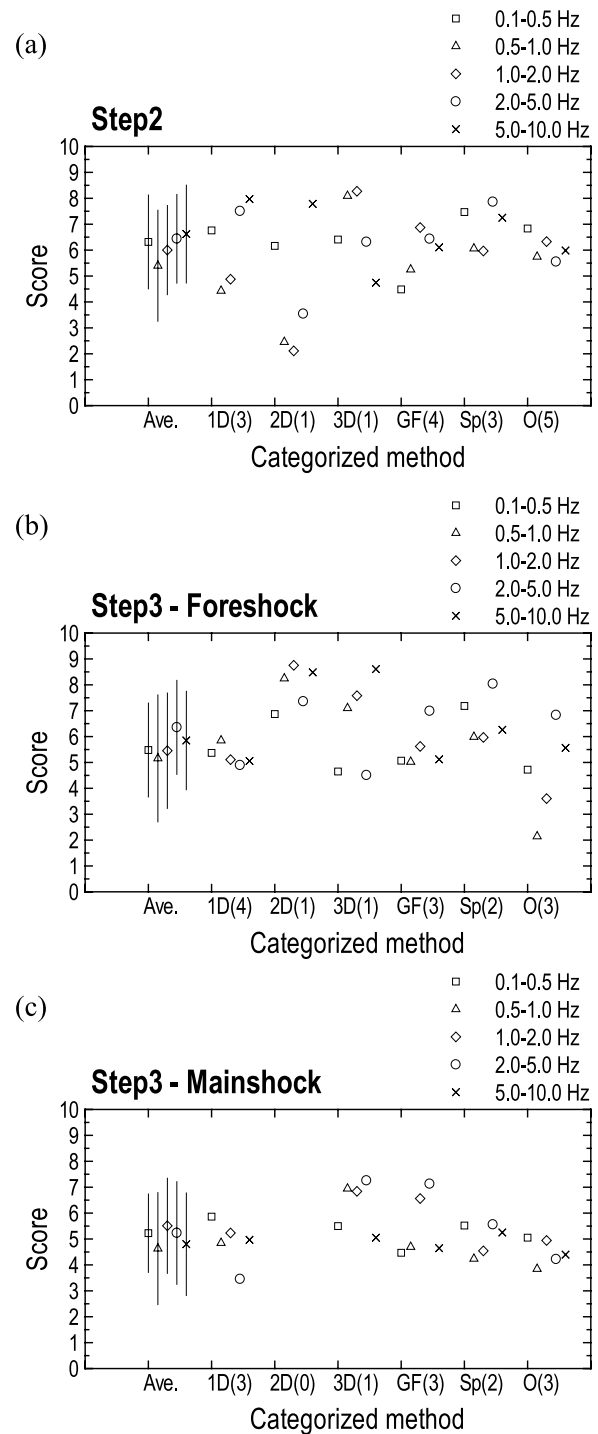 (a)
0.1-0.5 Hz
0.5-1.0 Hz
1.0-2.0 Hz
2.0-5.0 Hz
5.0-10.0 Hz
Step2
10
9
8
7
6
5
4
3
2
1
0
Score
Ave. 1D(3) 2D(1) 3D(1) GF(4) Sp(3) O(5)
Categorized method
(b)
0.1-0.5 Hz
0.5-1.0 Hz
1.0-2.0 Hz
2.0-5.0 Hz
5.0-10.0 Hz
Step3 - Foreshock
10
9
8
7
6
5
4
3
2
1
0
Score
Ave. 1D(4) 2D(1) 3D(1) GF(3) Sp(2) O(3)
Categorized method
(c)
0.1-0.5 Hz
0.5-1.0 Hz
1.0-2.0 Hz
2.0-5.0 Hz
5.0-10.0 Hz
Step3 - Mainshock
10
9
8
7
6
5
4
3
2
1
0
Score
Ave. 1D(3) 2D(0) 3D(1) GF(3) Sp(2) O(3)
Categorized method